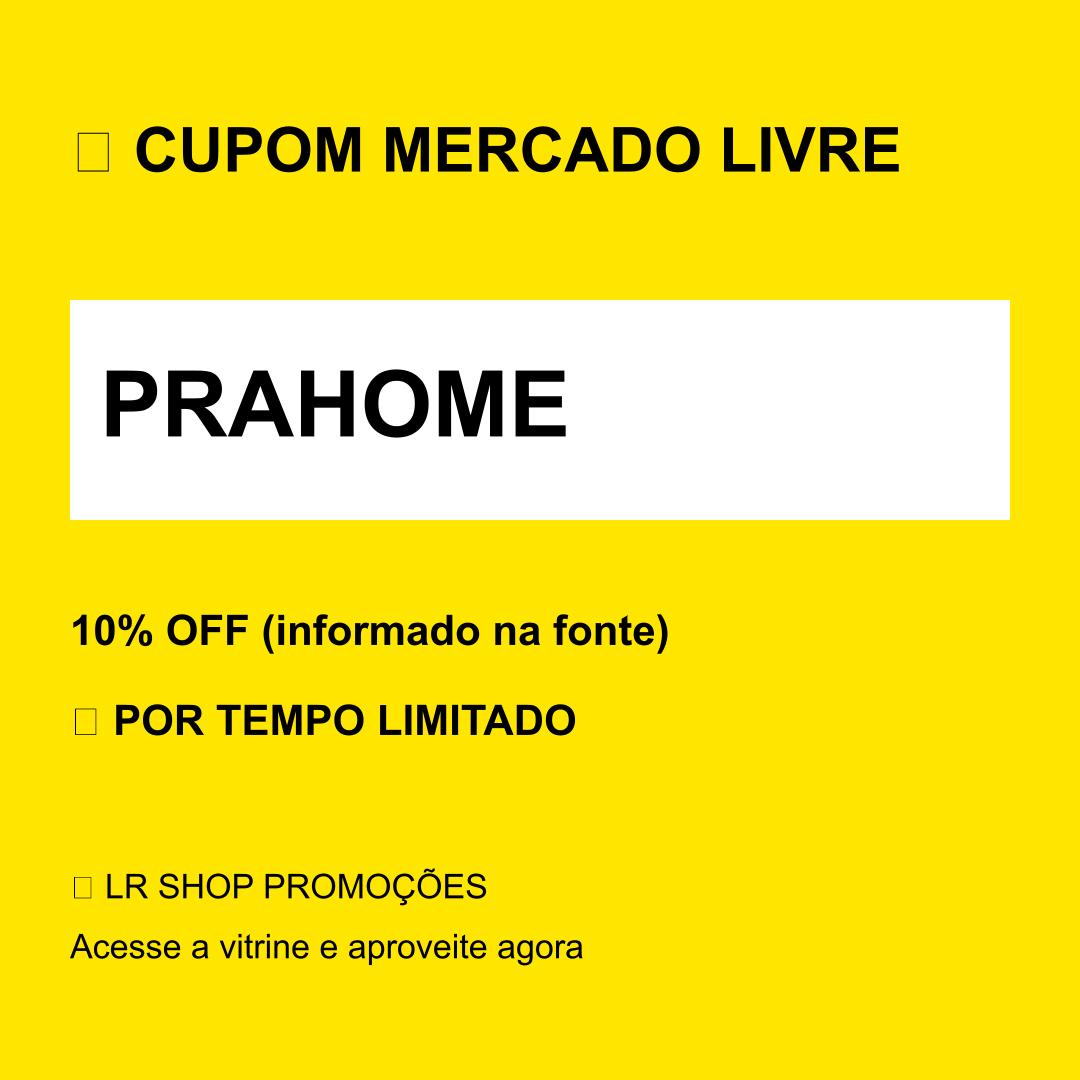 □ CUPOM MERCADO LIVRE
PRAHOME
10% OFF (informado na fonte)
□ POR TEMPO LIMITADO
□ LR SHOP PROMOÇÕES
Acesse a vitrine e aproveite agora